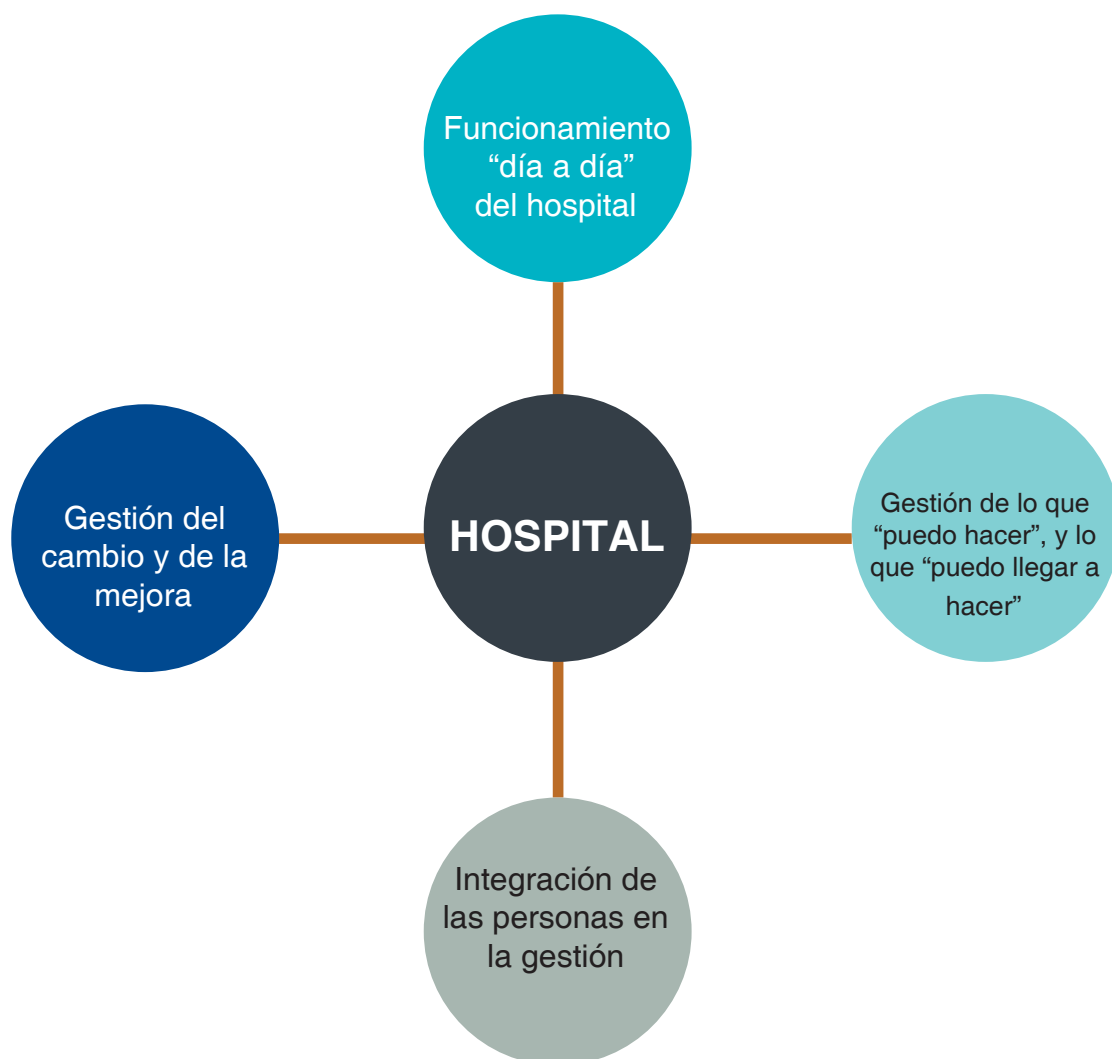 Funcionamiento
“día a día”
del hospital
Gestión del
cambio y de la
mejora
HOSPITAL
Gestión de lo que
“puedo hacer”, y lo
que “puedo llegar a
hacer”
Integración de
las personas en
la gestión